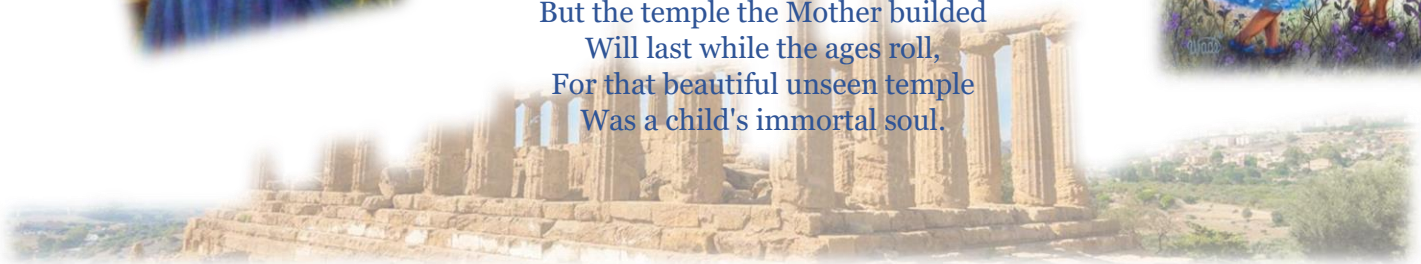 But the temple the Mother builded
Will last while the ages roll,
For that beautiful unseen temple
Was a child's immortal soul.